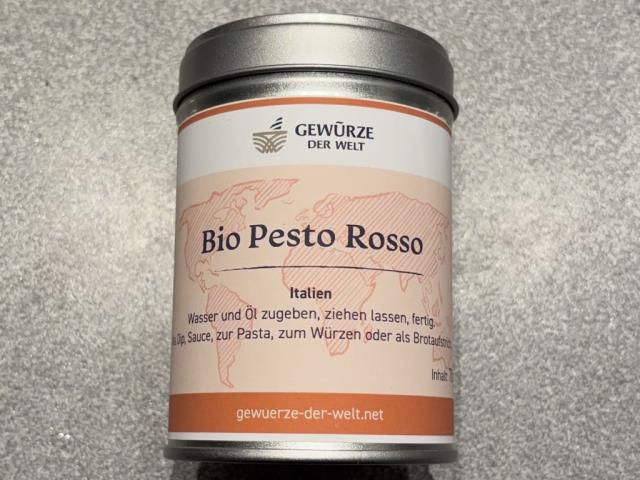 GEWÜRZE
DER WELT
Bio Pesto Rosso
Italien
Wasser und Öl zugeben, ziehen lassen, fertig.
Dip, Sauce, zur Pasta, zum Würzen oder als Brotaufstrich
Inhalt
gewuerze-der-welt.net